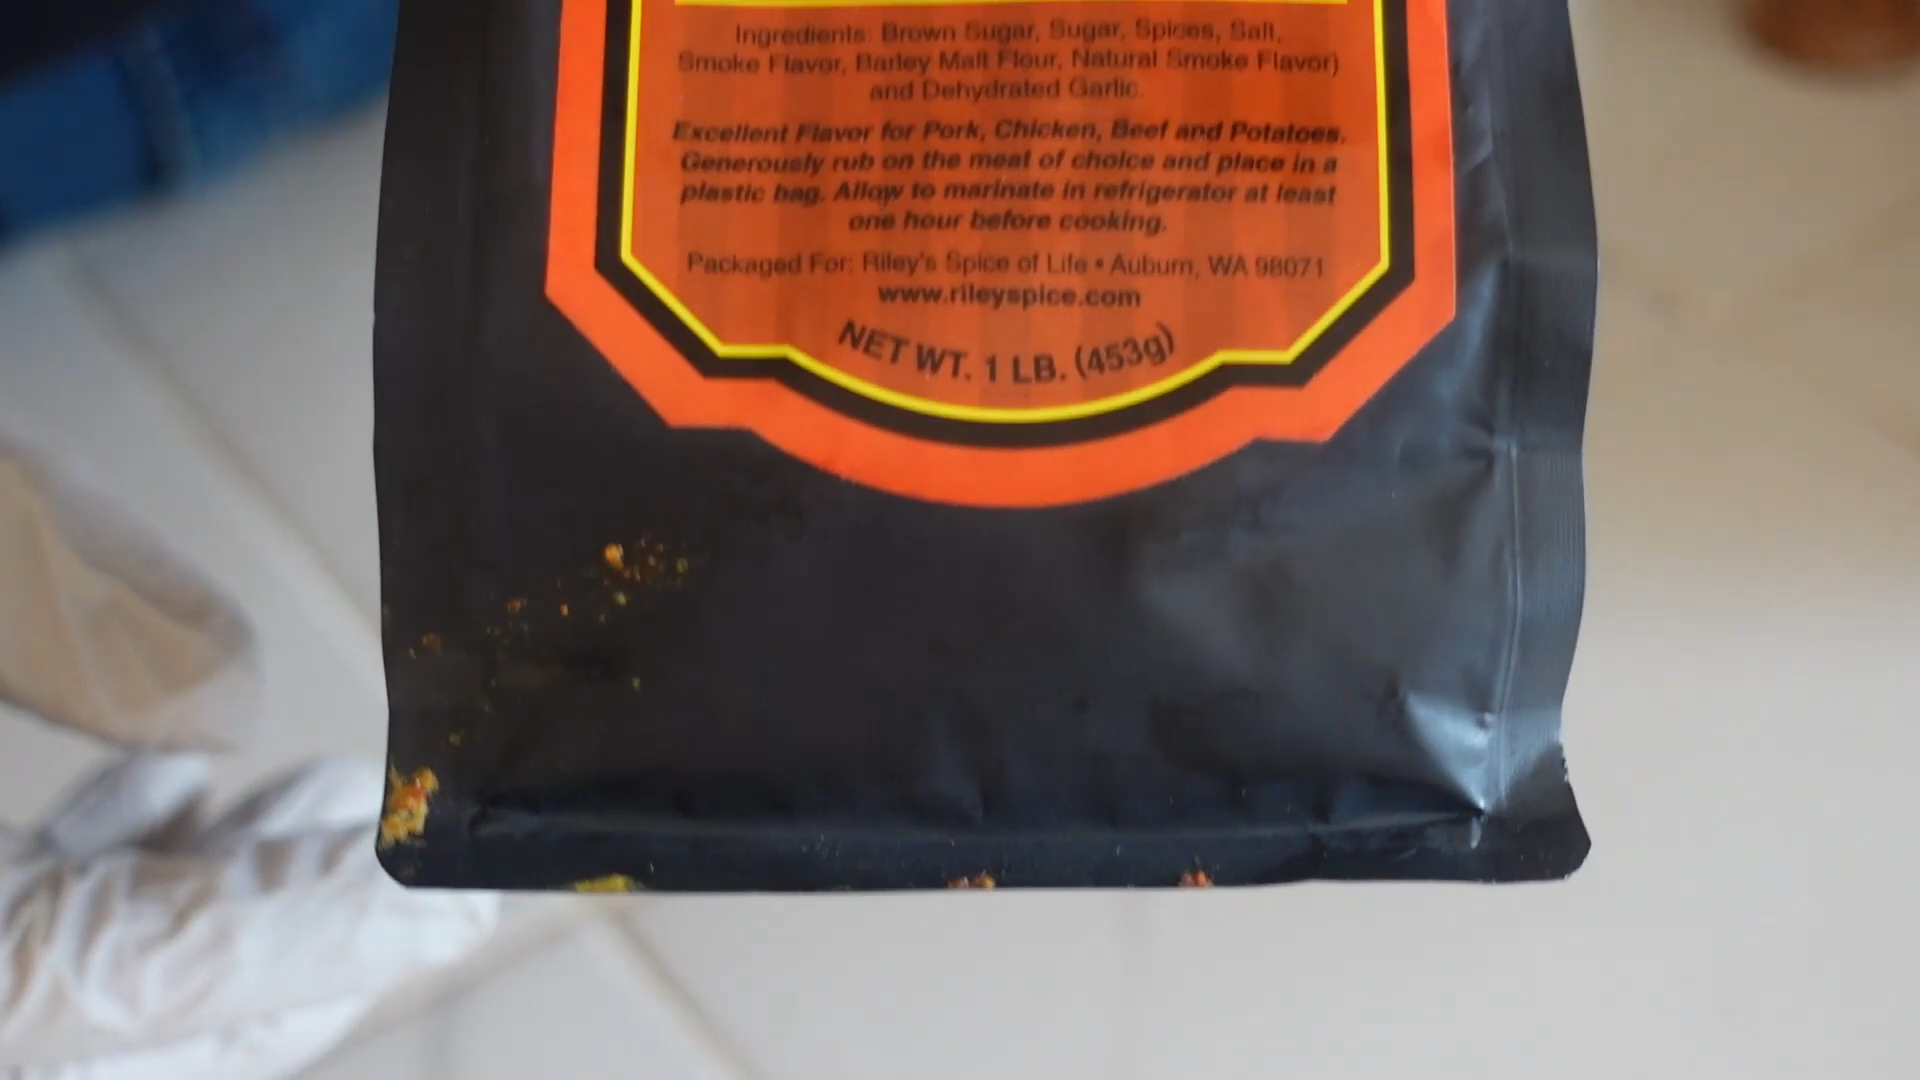 Ingredients: Brown Sugar, Sugar, Spices, Salt,
Smoke Flavor, Barley Malt Flour, Natural Smoke Flavor)
and Dehydrated Garlic.
Excellent Flavor for Pork, Chicken, Beef and Potatoes.
Generously rub on the meat of choice and place in a
plastic bag. Allow to marinate in refrigerator at least
one hour before cooking.
Packaged For: Riley's Spice of Life • Auburn, WA 98071
www.rileyspice.com
NET WT. 1 LB. (453g)